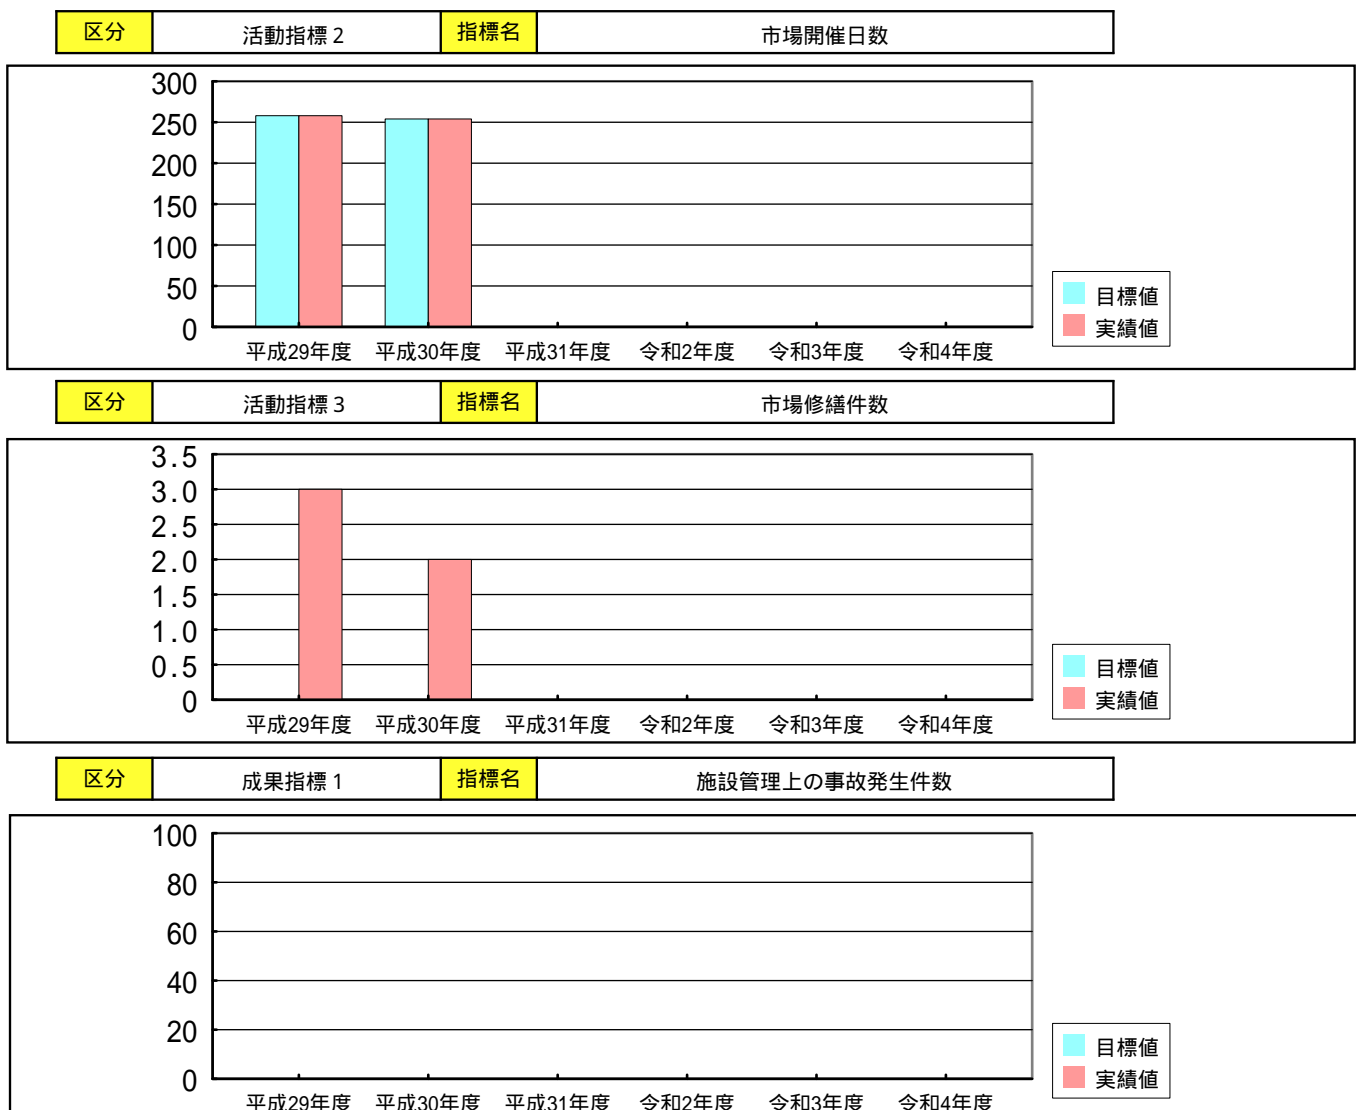 区分 活動指標２ 指標名 市場開催日数
300
250
200
150
100
50
0
平成29年度 平成30年度 平成31年度 令和2年度 令和3年度 令和4年度
目標値
実績値
区分 活動指標３ 指標名 市場修繕件数
3.5
3.0
2.5
2.0
1.5
1.0
0.5
0
平成29年度 平成30年度 平成31年度 令和2年度 令和3年度 令和4年度
目標値
実績値
区分 成果指標１ 指標名 施設管理上の事故発生件数
100
80
60
40
20
0
平成29年度 平成30年度 平成31年度 令和2年度 令和3年度 令和4年度
目標値
実績値